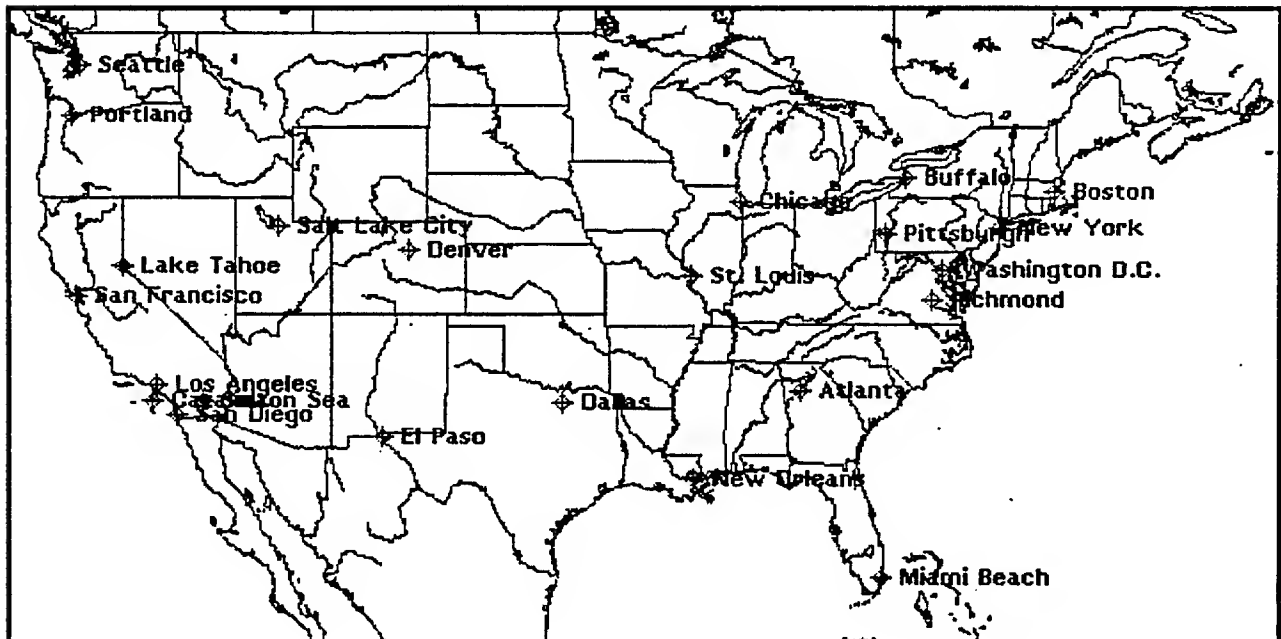 Seattle
Portland
Buffalo
Boston
Chicago
Salt Lake City
Pittsburgh
New York
Denver
Lake Tahoe
St. Louis
Washington D.C.
San Francisco
Richmond
Los Angeles
Sea
San Diego
Atlanta
Dallas
El Paso
New Orleans
Miami Beach